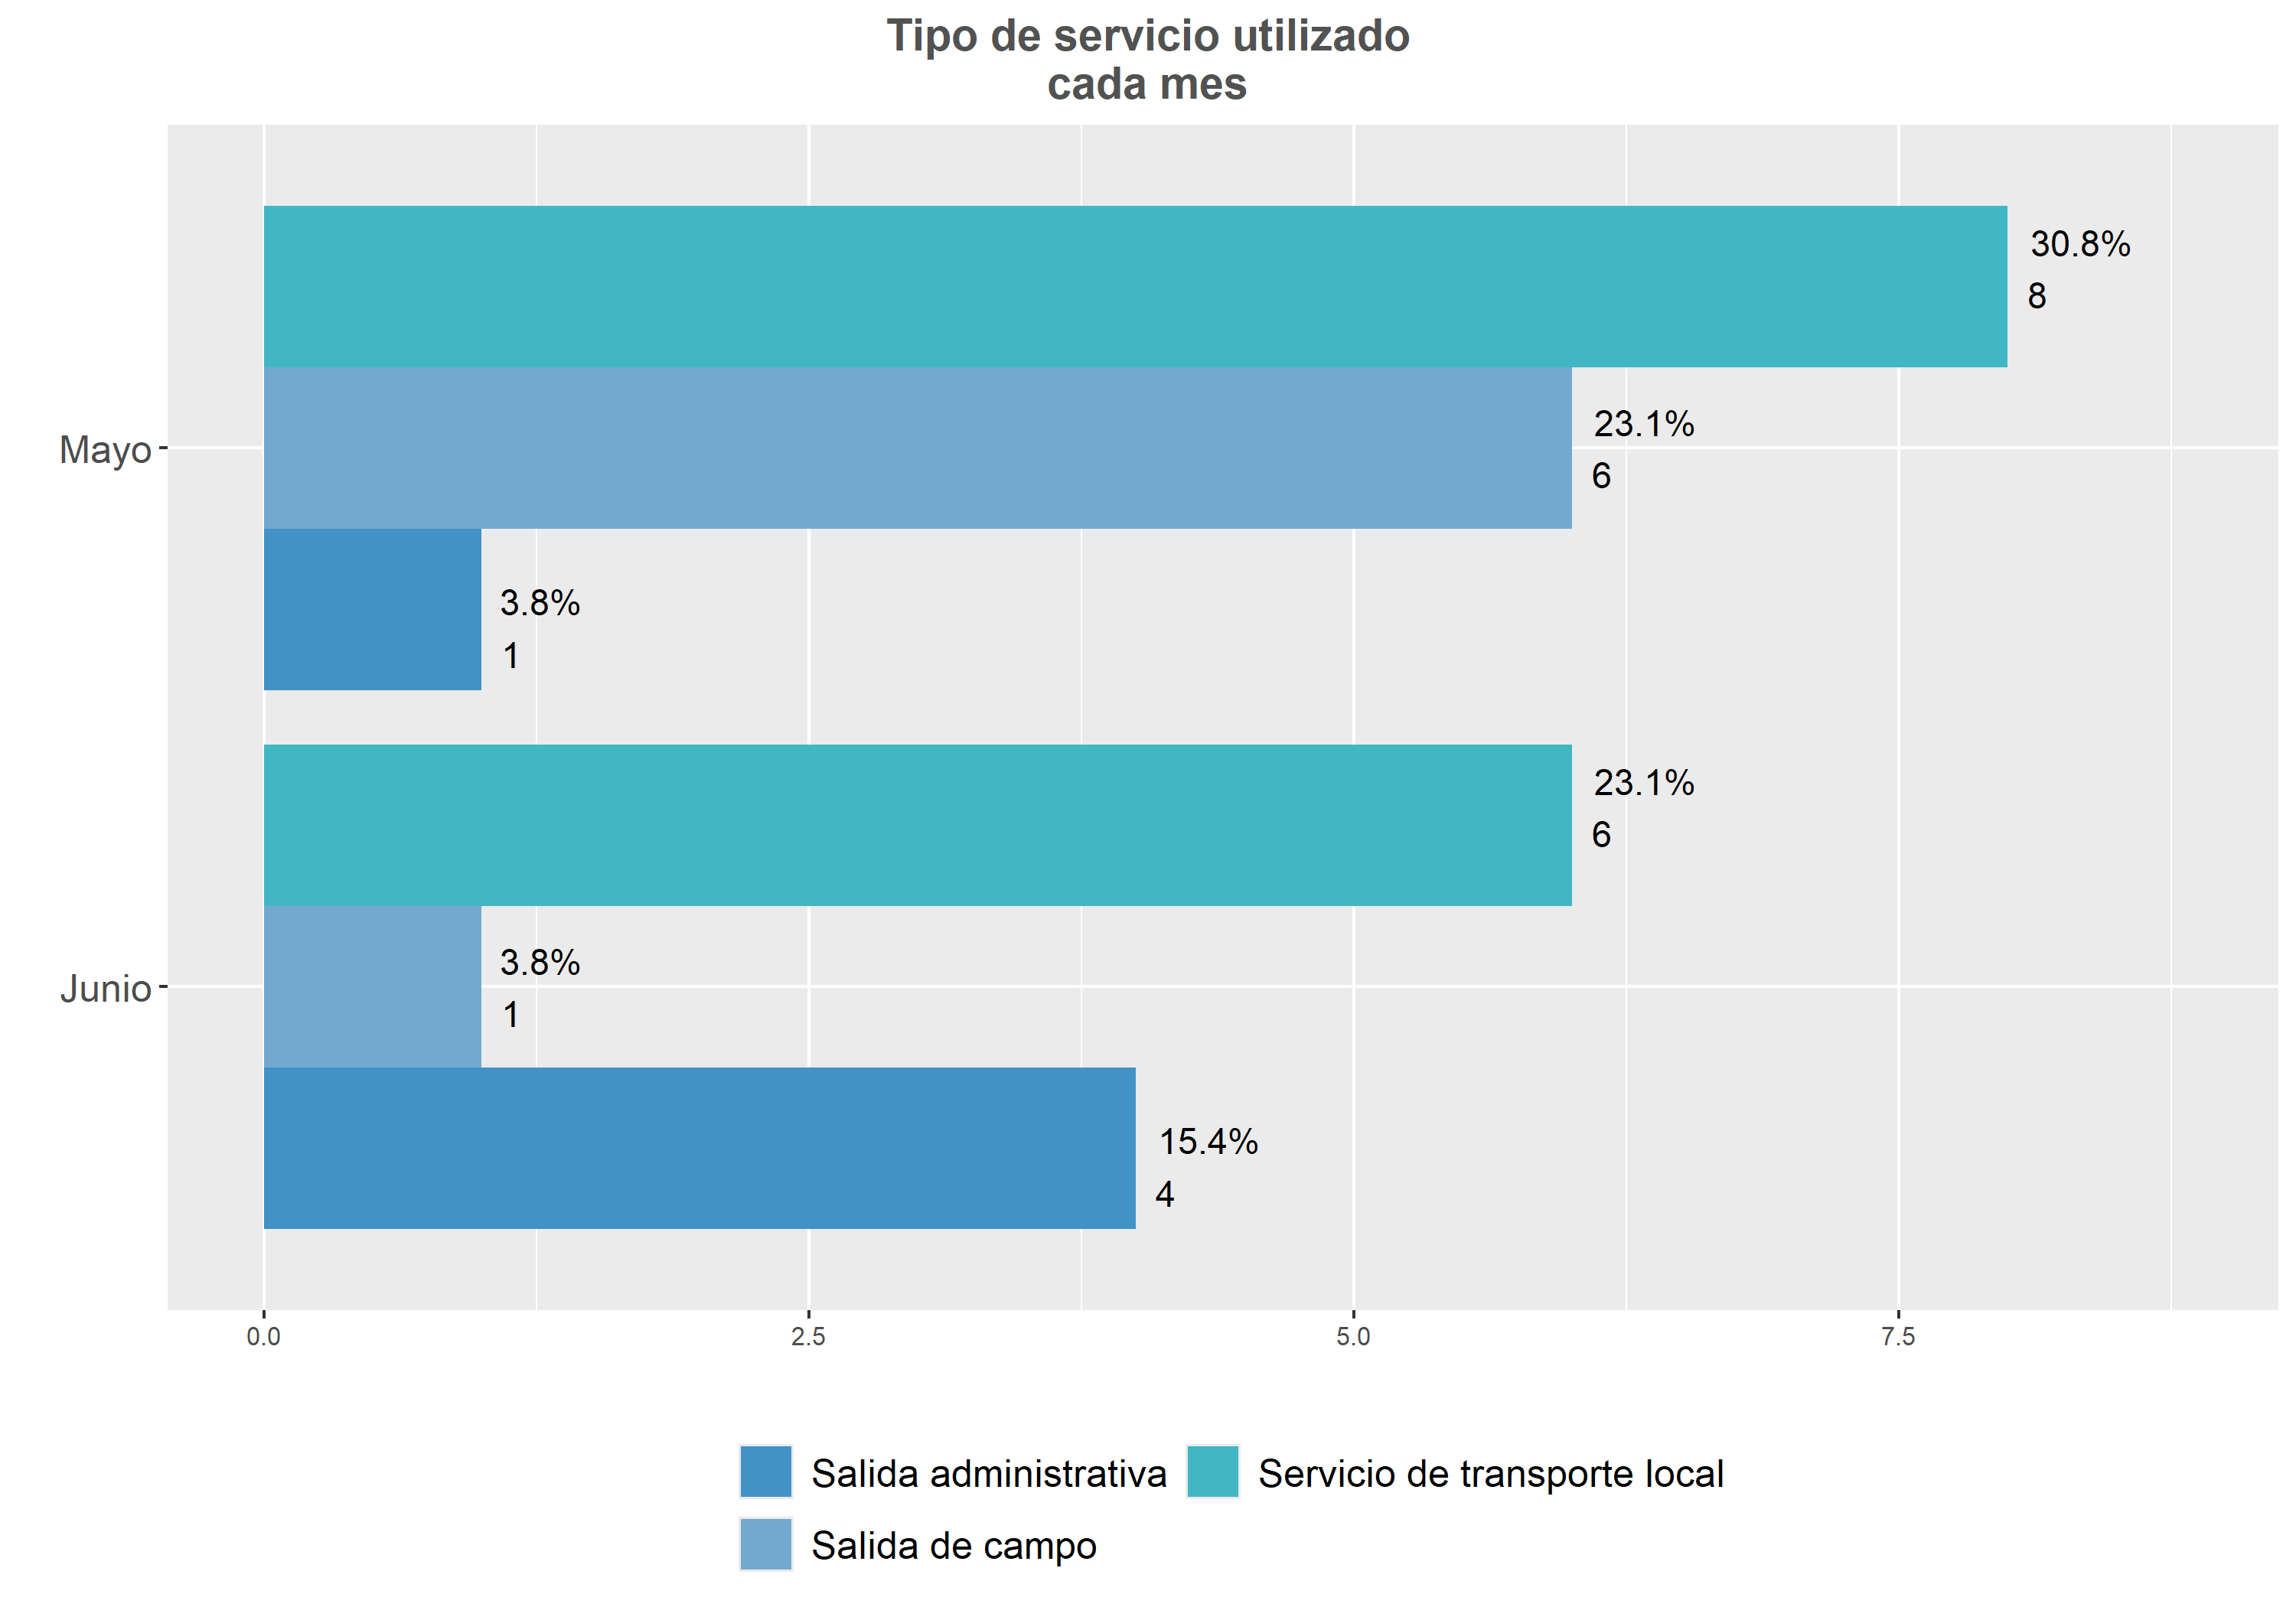 Tipo de servicio utilizado
cada mes
30.8%
8
Mayo
23.1%
6
3.8%
1
23.1%
6
Junio
3.8%
1
15.4%
4
0.0 2.5 5.0 7.5
Salida administrativa Servicio de transporte local
Salida de campo